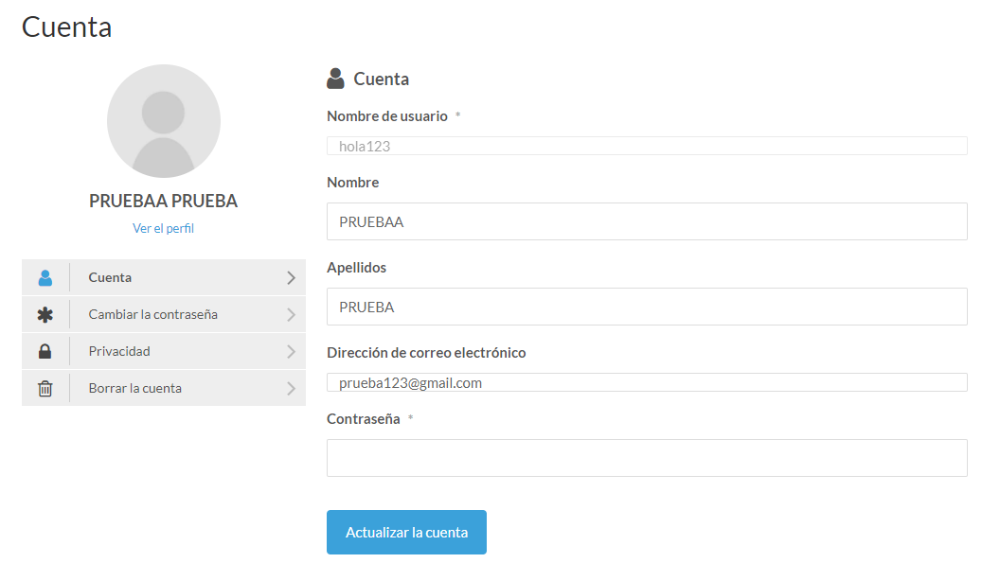 Cuenta
PRUEBAA PRUEBA
Ver el perfil
Cuenta
Cambiar la contraseña
Privacidad
Borrar la cuenta
Cuenta
Nombre de usuario *
hola123
Nombre
PRUEBAA
Apellidos
PRUEBA
Dirección de correo electrónico
prueba123@gmail.com
Contraseña *
Actualizar la cuenta